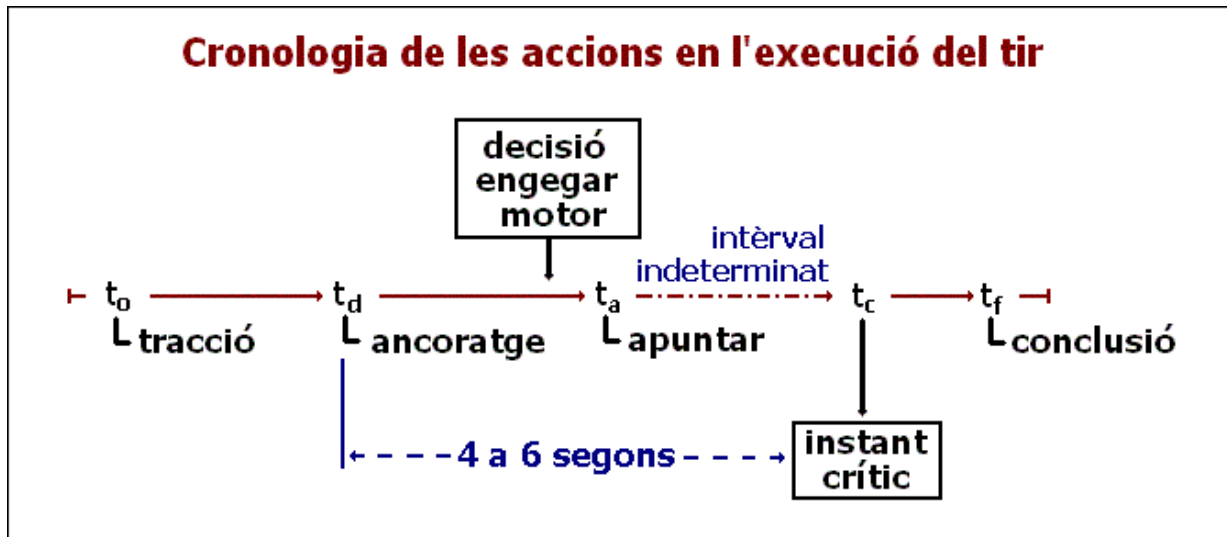 Cronologia de les accions en l'execució del tir
decisió
engegar
motor
intèrval
indeterminat
to td ta tc tf
tracció ancoratge apuntar conclusió
4 a 6 segons
instant
crític